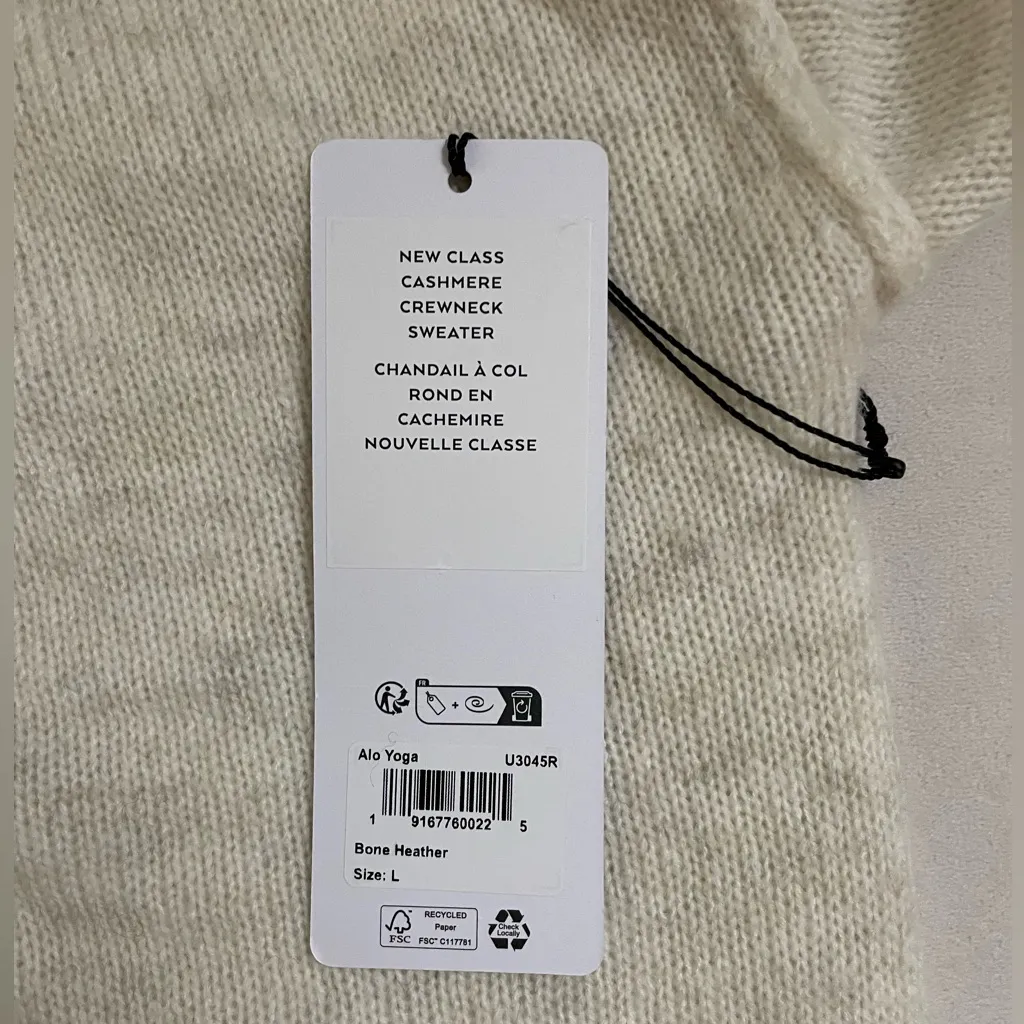 NEW CLASS
CASHMERE
CREWNECK
SWEATER
CHANDAIL À COL
ROND EN
CACHEMIRE
NOUVELLE CLASSE
FR
+
Alo Yoga U3045R
1 9167760022 5
Bone Heather
Size: L
FSC™
RECYCLED
Paper
FSC™ C117781
Check
Locally